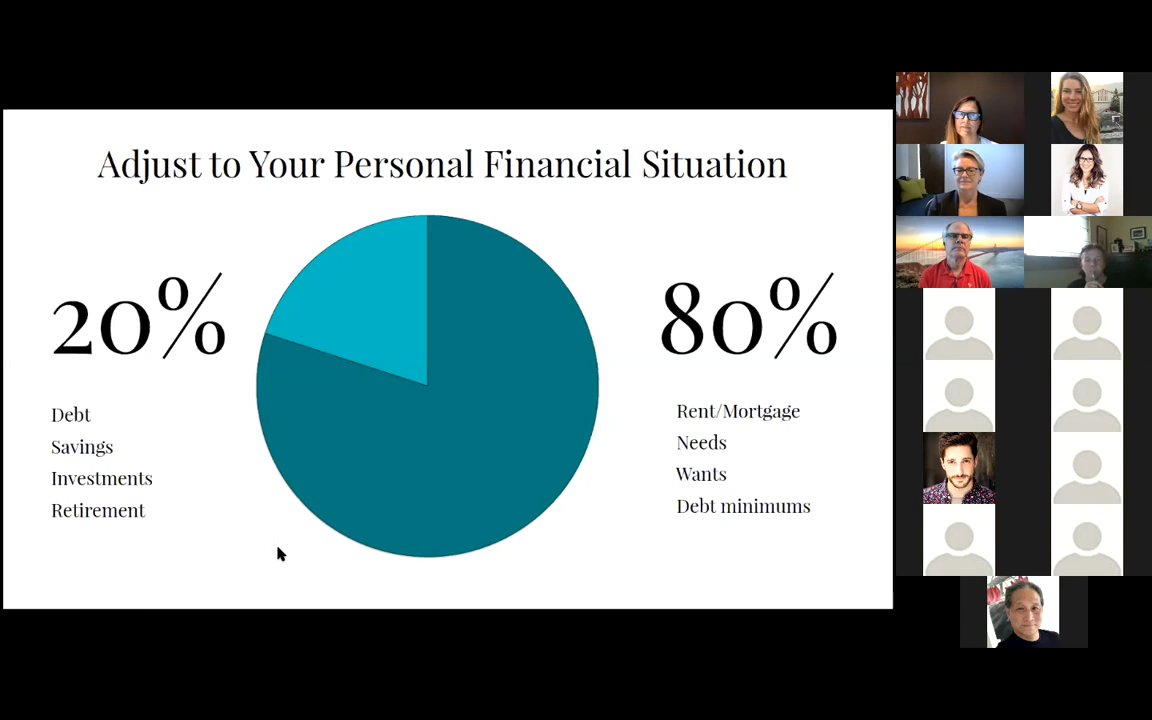 Adjust to Your Personal Financial Situation
20%
Debt
Savings
Investments
Retirement
80%
Rent/Mortgage
Needs
Wants
Debt minimums